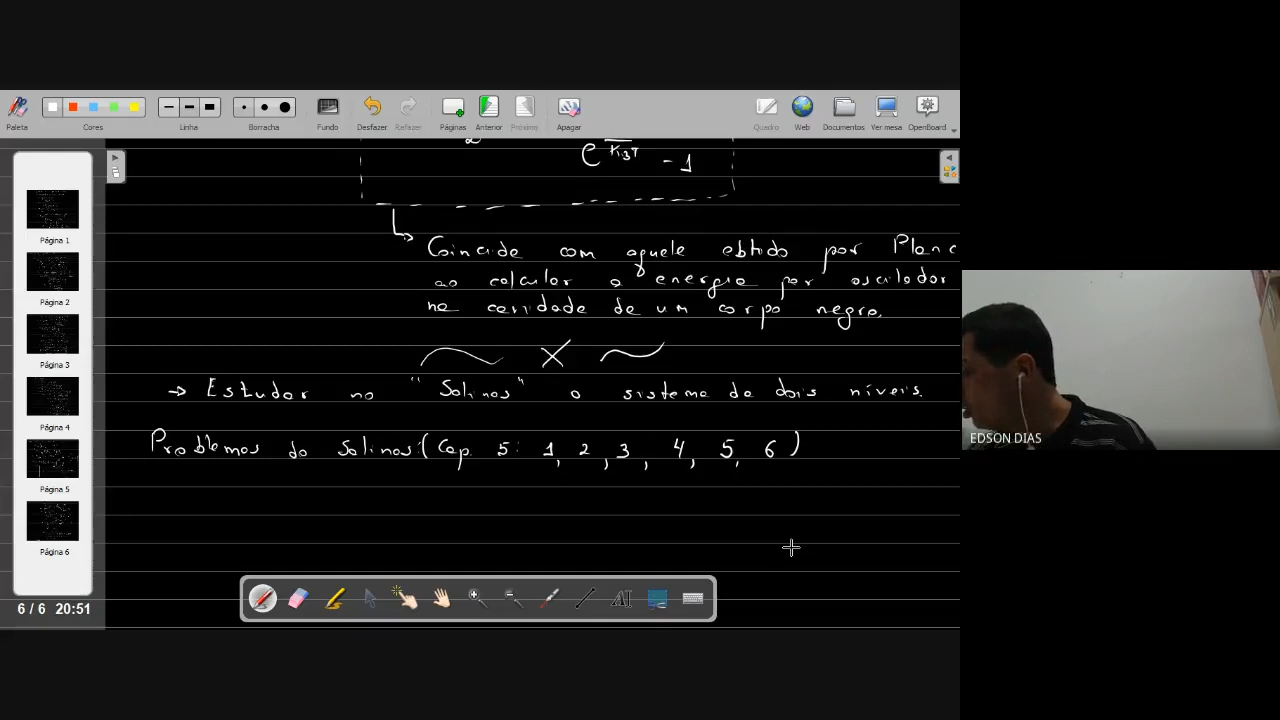 Paleta Cores Linha Borracha Fundo Desfazer Refazer Páginas Anterior Próximo Apagar Quadro Web Documentos Ver mesa OpenBoard
e KBT - 1
Coincide com aquele obtido por Planc
ao calcular a energia por oscilador
na cavidade de um corpo negro.
→ Estudar no "Salinas" o sistema de dois níveis.
Problemas do Salinas: (Cap. 5: 1, 2, 3, 4, 5, 6)
Página 1
Página 2
Página 3
Página 4
Página 5
Página 6
6 / 6 20:51
AI
EDSON DIAS